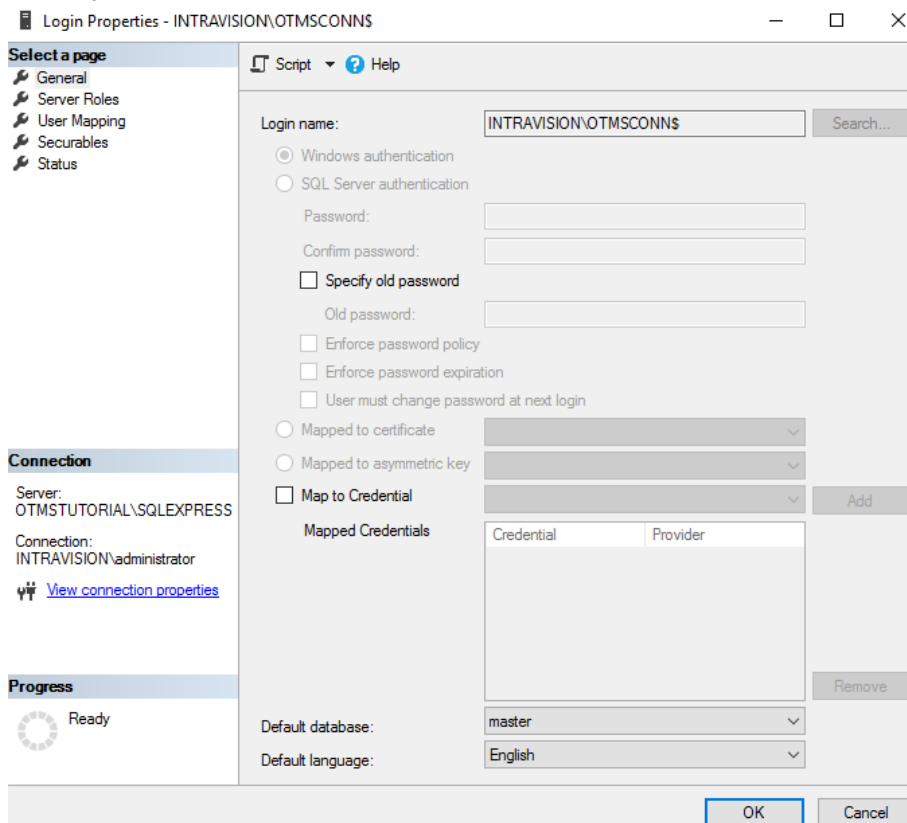 Login Properties - INTRAVISION\OTMSCONN$
Select a page
General
Server Roles
User Mapping
Securables
Status
Script
Help
Login name:
INTRAVISION\OTMSCONN$
Search...
Windows authentication
SQL Server authentication
Password:
Confirm password:
Specify old password
Old password:
Enforce password policy
Enforce password expiration
User must change password at next login
Mapped to certificate
Mapped to asymmetric key
Map to Credential
Add
Mapped Credentials
Credential Provider
Remove
Default database:
master
Default language:
English
Connection
Server:
OTMSTUTORIAL\SQLEXPRESS
Connection:
INTRAVISION\administrator
View connection properties
Progress
Ready
OK
Cancel